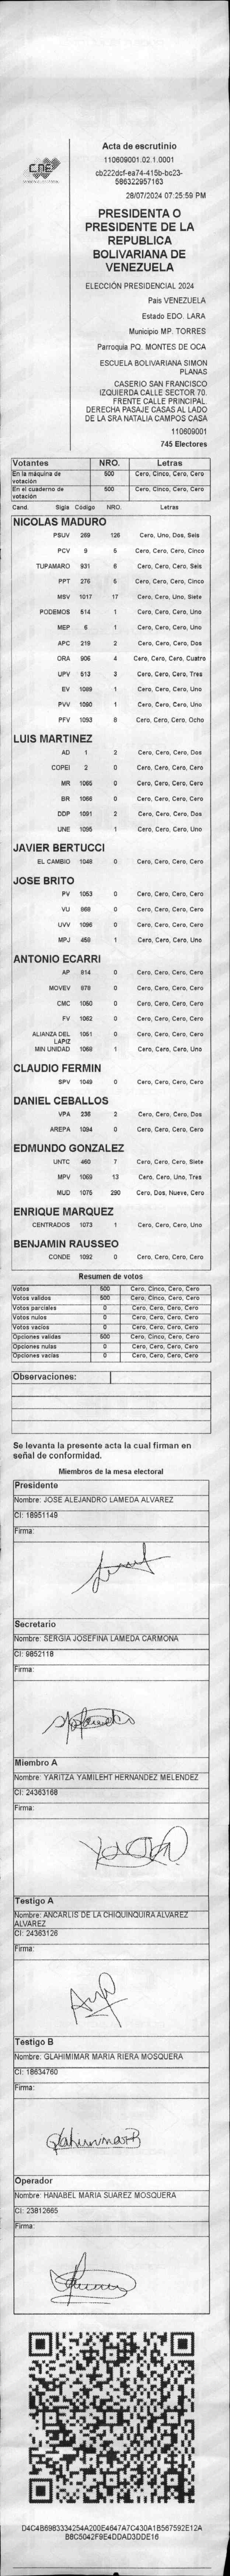 CNE
Acta de escrutinio
110609001.02.1.0001
cb222dcf-ea74-415b-bc23-
586322957163
28/07/2024 07:25:59 PM
PRESIDENTA O
PRESIDENTE DE LA
REPUBLICA
BOLIVARIANA DE
VENEZUELA
ELECCIÓN PRESIDENCIAL 2024
País VENEZUELA
Estado EDO. LARA
Municipio MP. TORRES
Parroquia PQ. MONTES DE OCA
ESCUELA BOLIVARIANA SIMON
PLANAS
CASERIO SAN FRANCISCO
IZQUIERDA CALLE SECTOR 70.
FRENTE CALLE PRINCIPAL.
DERECHA PASAJE CASAS AL LADO
DE LA SRA NATALIA CAMPOS CASA
110609001
745 Electores
Votantes NRO. Letras
En la máquina de votación 500 Cero, Cinco, Cero, Cero
En el cuaderno de votación 500 Cero, Cinco, Cero, Cero
Cand. Sigla Código NRO. Letras
NICOLAS MADURO
PSUV 269 126 Cero, Uno, Dos, Seis
PCV 9 5 Cero, Cero, Cero, Cinco
TUPAMARO 931 6 Cero, Cero, Cero, Seis
PPT 276 5 Cero, Cero, Cero, Cinco
MSV 1017 17 Cero, Cero, Uno, Siete
PODEMOS 514 1 Cero, Cero, Cero, Uno
MEP 6 1 Cero, Cero, Cero, Uno
APC 219 2 Cero, Cero, Cero, Dos
ORA 906 4 Cero, Cero, Cero, Cuatro
UPV 513 3 Cero, Cero, Cero, Tres
EV 1089 1 Cero, Cero, Cero, Uno
PVV 1090 1 Cero, Cero, Cero, Uno
PFV 1093 8 Cero, Cero, Cero, Ocho
LUIS MARTINEZ
AD 1 2 Cero, Cero, Cero, Dos
COPEI 2 0 Cero, Cero, Cero, Cero
MR 1065 0 Cero, Cero, Cero, Cero
BR 1066 0 Cero, Cero, Cero, Cero
DDP 1091 2 Cero, Cero, Cero, Dos
UNE 1095 1 Cero, Cero, Cero, Uno
JAVIER BERTUCCI
EL CAMBIO 1048 0 Cero, Cero, Cero, Cero
JOSE BRITO
PV 1053 0 Cero, Cero, Cero, Cero
VU 869 0 Cero, Cero, Cero, Cero
UVV 1096 0 Cero, Cero, Cero, Cero
MPJ 458 1 Cero, Cero, Cero, Uno
ANTONIO ECARRI
AP 914 0 Cero, Cero, Cero, Cero
MOVEV 978 0 Cero, Cero, Cero, Cero
CMC 1050 0 Cero, Cero, Cero, Cero
FV 1062 0 Cero, Cero, Cero, Cero
ALIANZA DEL LAPIZ 1051 0 Cero, Cero, Cero, Cero
MIN UNIDAD 1068 1 Cero, Cero, Cero, Uno
CLAUDIO FERMIN
SPV 1049 0 Cero, Cero, Cero, Cero
DANIEL CEBALLOS
VPA 236 2 Cero, Cero, Cero, Dos
AREPA 1094 0 Cero, Cero, Cero, Cero
EDMUNDO GONZALEZ
UNTC 460 7 Cero, Cero, Cero, Siete
MPV 1069 13 Cero, Cero, Uno, Tres
MUD 1075 290 Cero, Dos, Nueve, Cero
ENRIQUE MARQUEZ
CENTRADOS 1073 1 Cero, Cero, Cero, Uno
BENJAMIN RAUSSEO
CONDE 1092 0 Cero, Cero, Cero, Cero
Resumen de votos
Votos 500 Cero, Cinco, Cero, Cero
Votos validos 500 Cero, Cinco, Cero, Cero
Votos parciales 0 Cero, Cero, Cero, Cero
Votos nulos 0 Cero, Cero, Cero, Cero
Votos vacios 0 Cero, Cero, Cero, Cero
Opciones validas 500 Cero, Cinco, Cero, Cero
Opciones nulas 0 Cero, Cero, Cero, Cero
Opciones vacias 0 Cero, Cero, Cero, Cero
Observaciones:
Se levanta la presente acta la cual firman en
señal de conformidad.
Miembros de la mesa electoral
Presidente
Nombre: JOSE ALEJANDRO LAMEDA ALVAREZ
CI: 18951149
Firma:
Secretario
Nombre: SERGIA JOSEFINA LAMEDA CARMONA
CI: 9852118
Firma:
Miembro A
Nombre: YARITZA YAMILEHT HERNANDEZ MELENDEZ
CI: 24363168
Firma:
Testigo A
Nombre: ANCARLIS DE LA CHIQUINQUIRA ALVAREZ
ALVAREZ
CI: 24363126
Firma:
Testigo B
Nombre: GLAHIMIMAR MARIA RIERA MOSQUERA
CI: 18634760
Firma:
Operador
Nombre: HANABEL MARIA SUAREZ MOSQUERA
CI: 23812665
Firma:
D4C4B6983334254A200E4647A7C430A1B567592E12A
B8C5042F9E4DDAD3DDE16